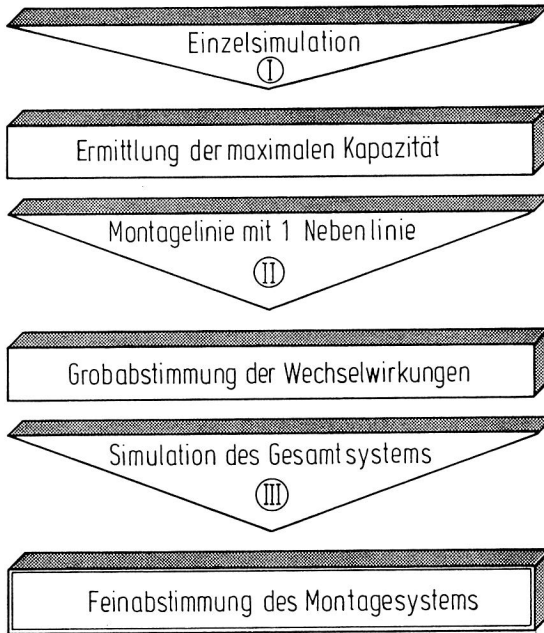 Einzelsimulation
I
Ermittlung der maximalen Kapazität
Montagelinie mit 1 Nebenlinie
II
Grobabstimmung der Wechselwirkungen
Simulation des Gesamtsystems
III
Feinabstimmung des Montagesystems